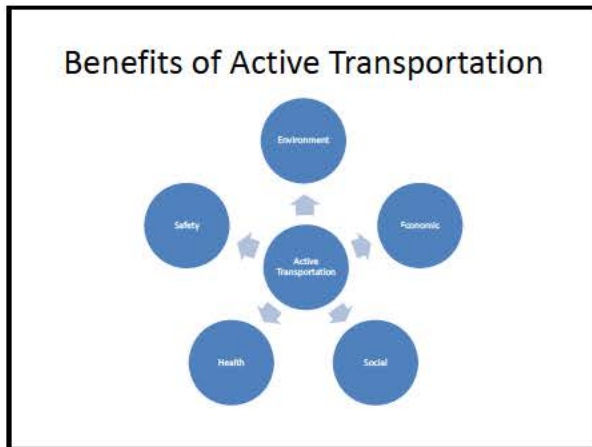 Benefits of Active Transportation
Environment
Safety
Economic
Active
Transportation
Health
Social